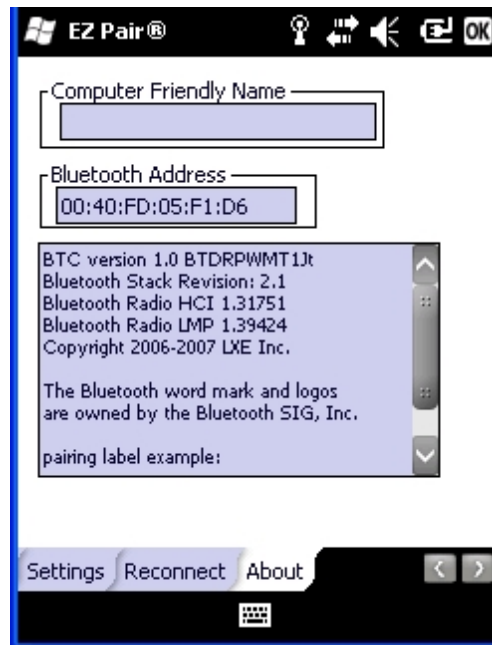 EZ Pair®
OK
Computer Friendly Name
Bluetooth Address
00:40:FD:05:F1:D6
BTC version 1.0 BTDRPWMT1Jt
Bluetooth Stack Revision: 2.1
Bluetooth Radio HCI 1.31751
Bluetooth Radio LMP 1.39424
Copyright 2006-2007 LXE Inc.
The Bluetooth word mark and logos
are owned by the Bluetooth SIG, Inc.
pairing label example:
Settings Reconnect About